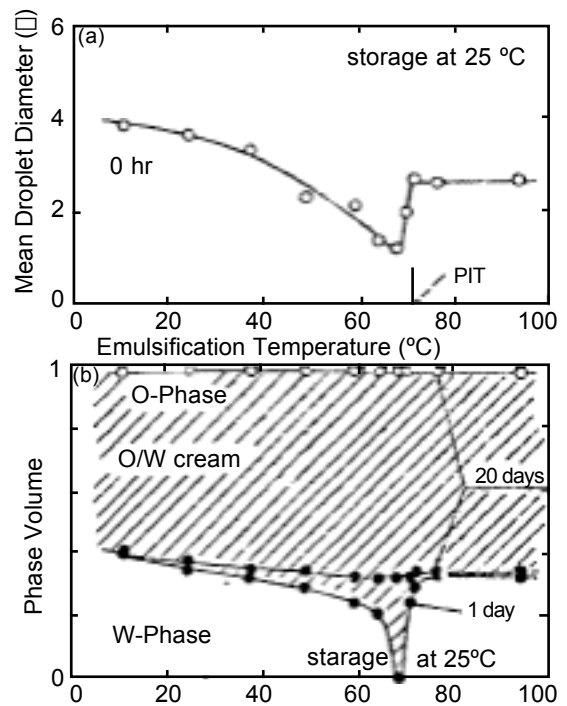 (a)
storage at 25 ºC
Mean Droplet Diameter (□)
6
4
2
0
0 hr
PIT
0 20 40 60 80 100
Emulsification Temperature (ºC)
(b)
1
0
Phase Volume
O-Phase
O/W cream
20 days
W-Phase
1 day
starage at 25ºC
0 20 40 60 80 100